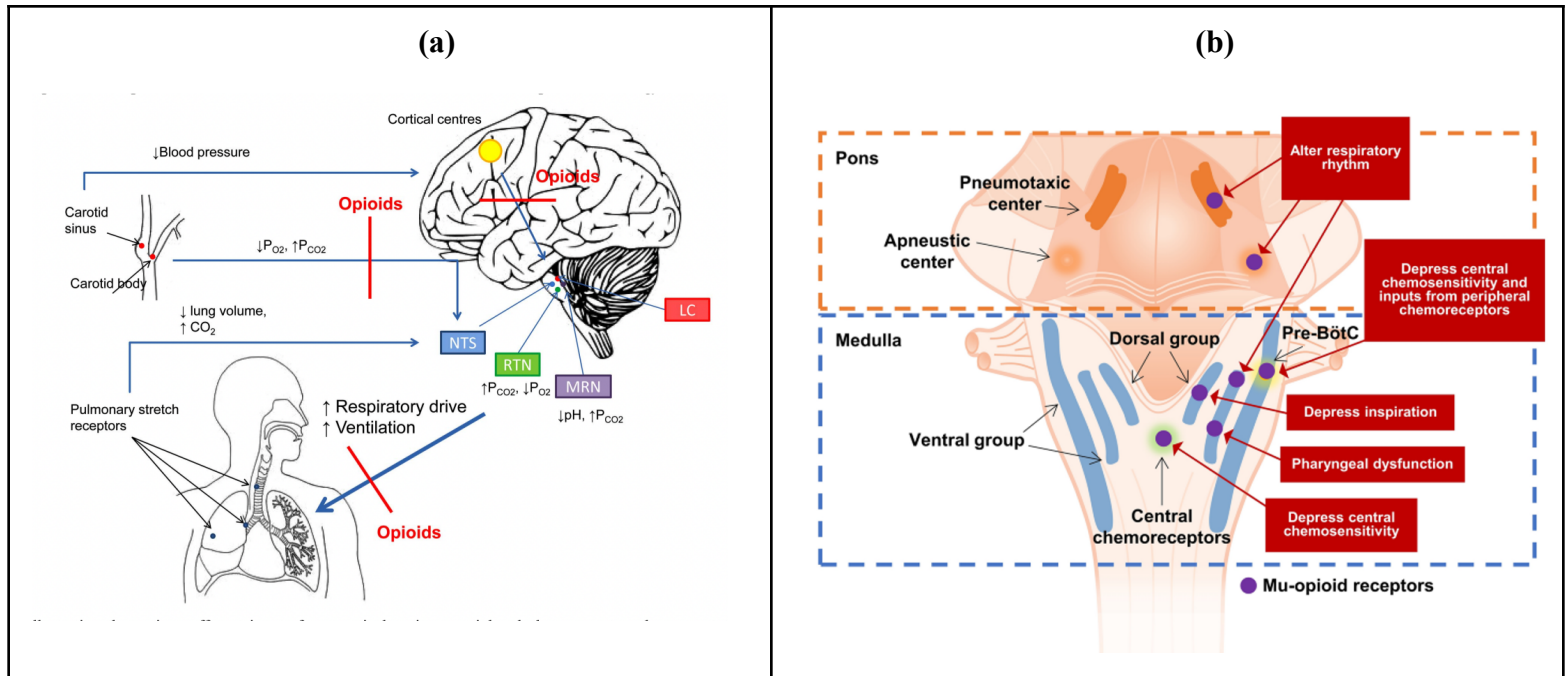 (a)
Cortical centres
↓Blood pressure
Opioids
Opioids
Carotid
sinus
↓PO2, ↑PCO2
Carotid body
↓ lung volume,
↑ CO2
LC
NTS
RTN
↑PCO2, ↓PO2
MRN
↓pH, ↑PCO2
Pulmonary stretch
receptors
↑ Respiratory drive
↑ Ventilation
Opioids
(b)
Pons
Alter respiratory
rhythm
Pneumotaxic
center
Apneustic
center
Depress central
chemosensitivity and
inputs from peripheral
chemoreceptors
Medulla
Dorsal group
Pre-BötC
Depress inspiration
Ventral group
Pharyngeal dysfunction
Central
chemoreceptors
Depress central
chemosensitivity
Mu-opioid receptors